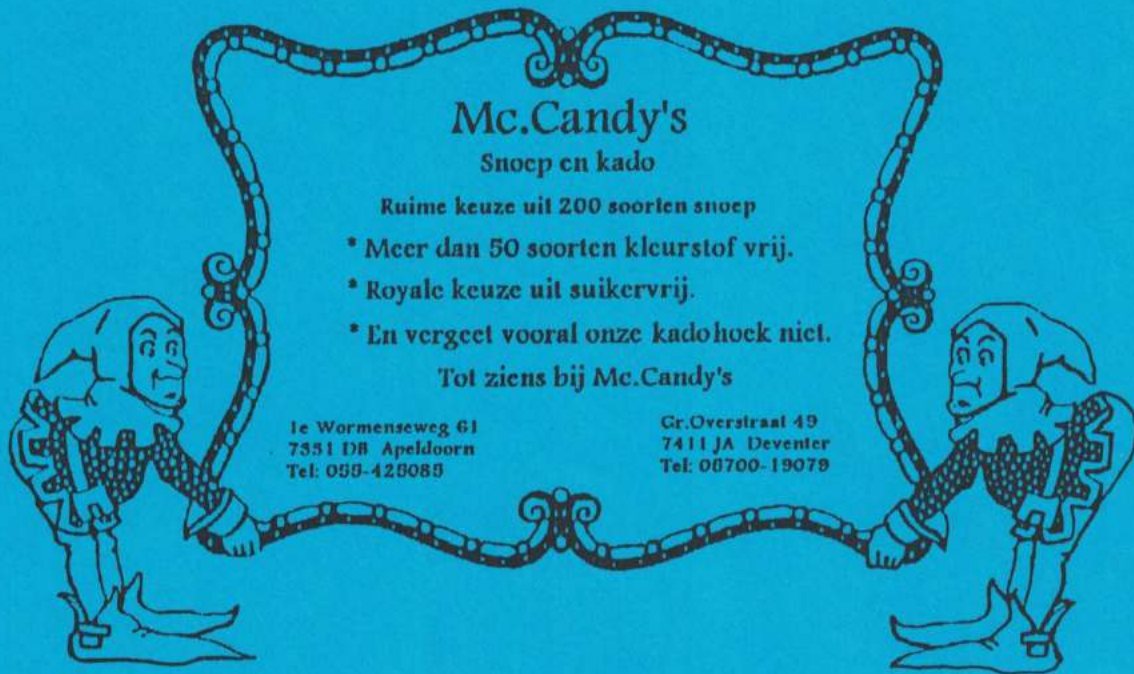 Mc.Candy's
Snoep en kado
Ruime keuze uit 200 soorten snoep
* Meer dan 50 soorten kleurstof vrij.
* Royale keuze uit suikervrij.
* En vergeet vooral onze kadohoek niet.
Tot ziens bij Mc.Candy's
1e Wormenseweg 61
7331 DB Apeldoorn
Tel: 055-425085
Gr.Overstraat 49
7411 JA Deventer
Tel: 05700-19079